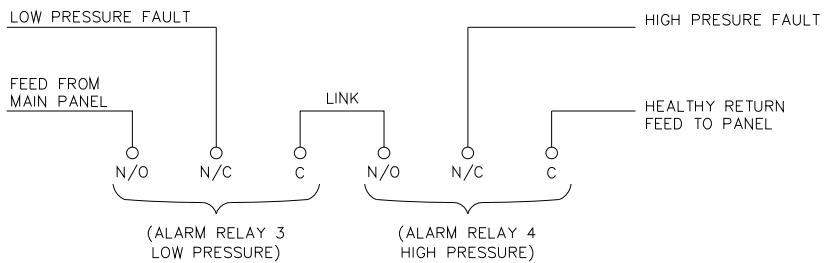 LOW PRESSURE FAULT
HIGH PRESURE FAULT
FEED FROM
MAIN PANEL
LINK
HEALTHY RETURN
FEED TO PANEL
N/O N/C C N/O N/C C
(ALARM RELAY 3
LOW PRESSURE)
(ALARM RELAY 4
HIGH PRESSURE)